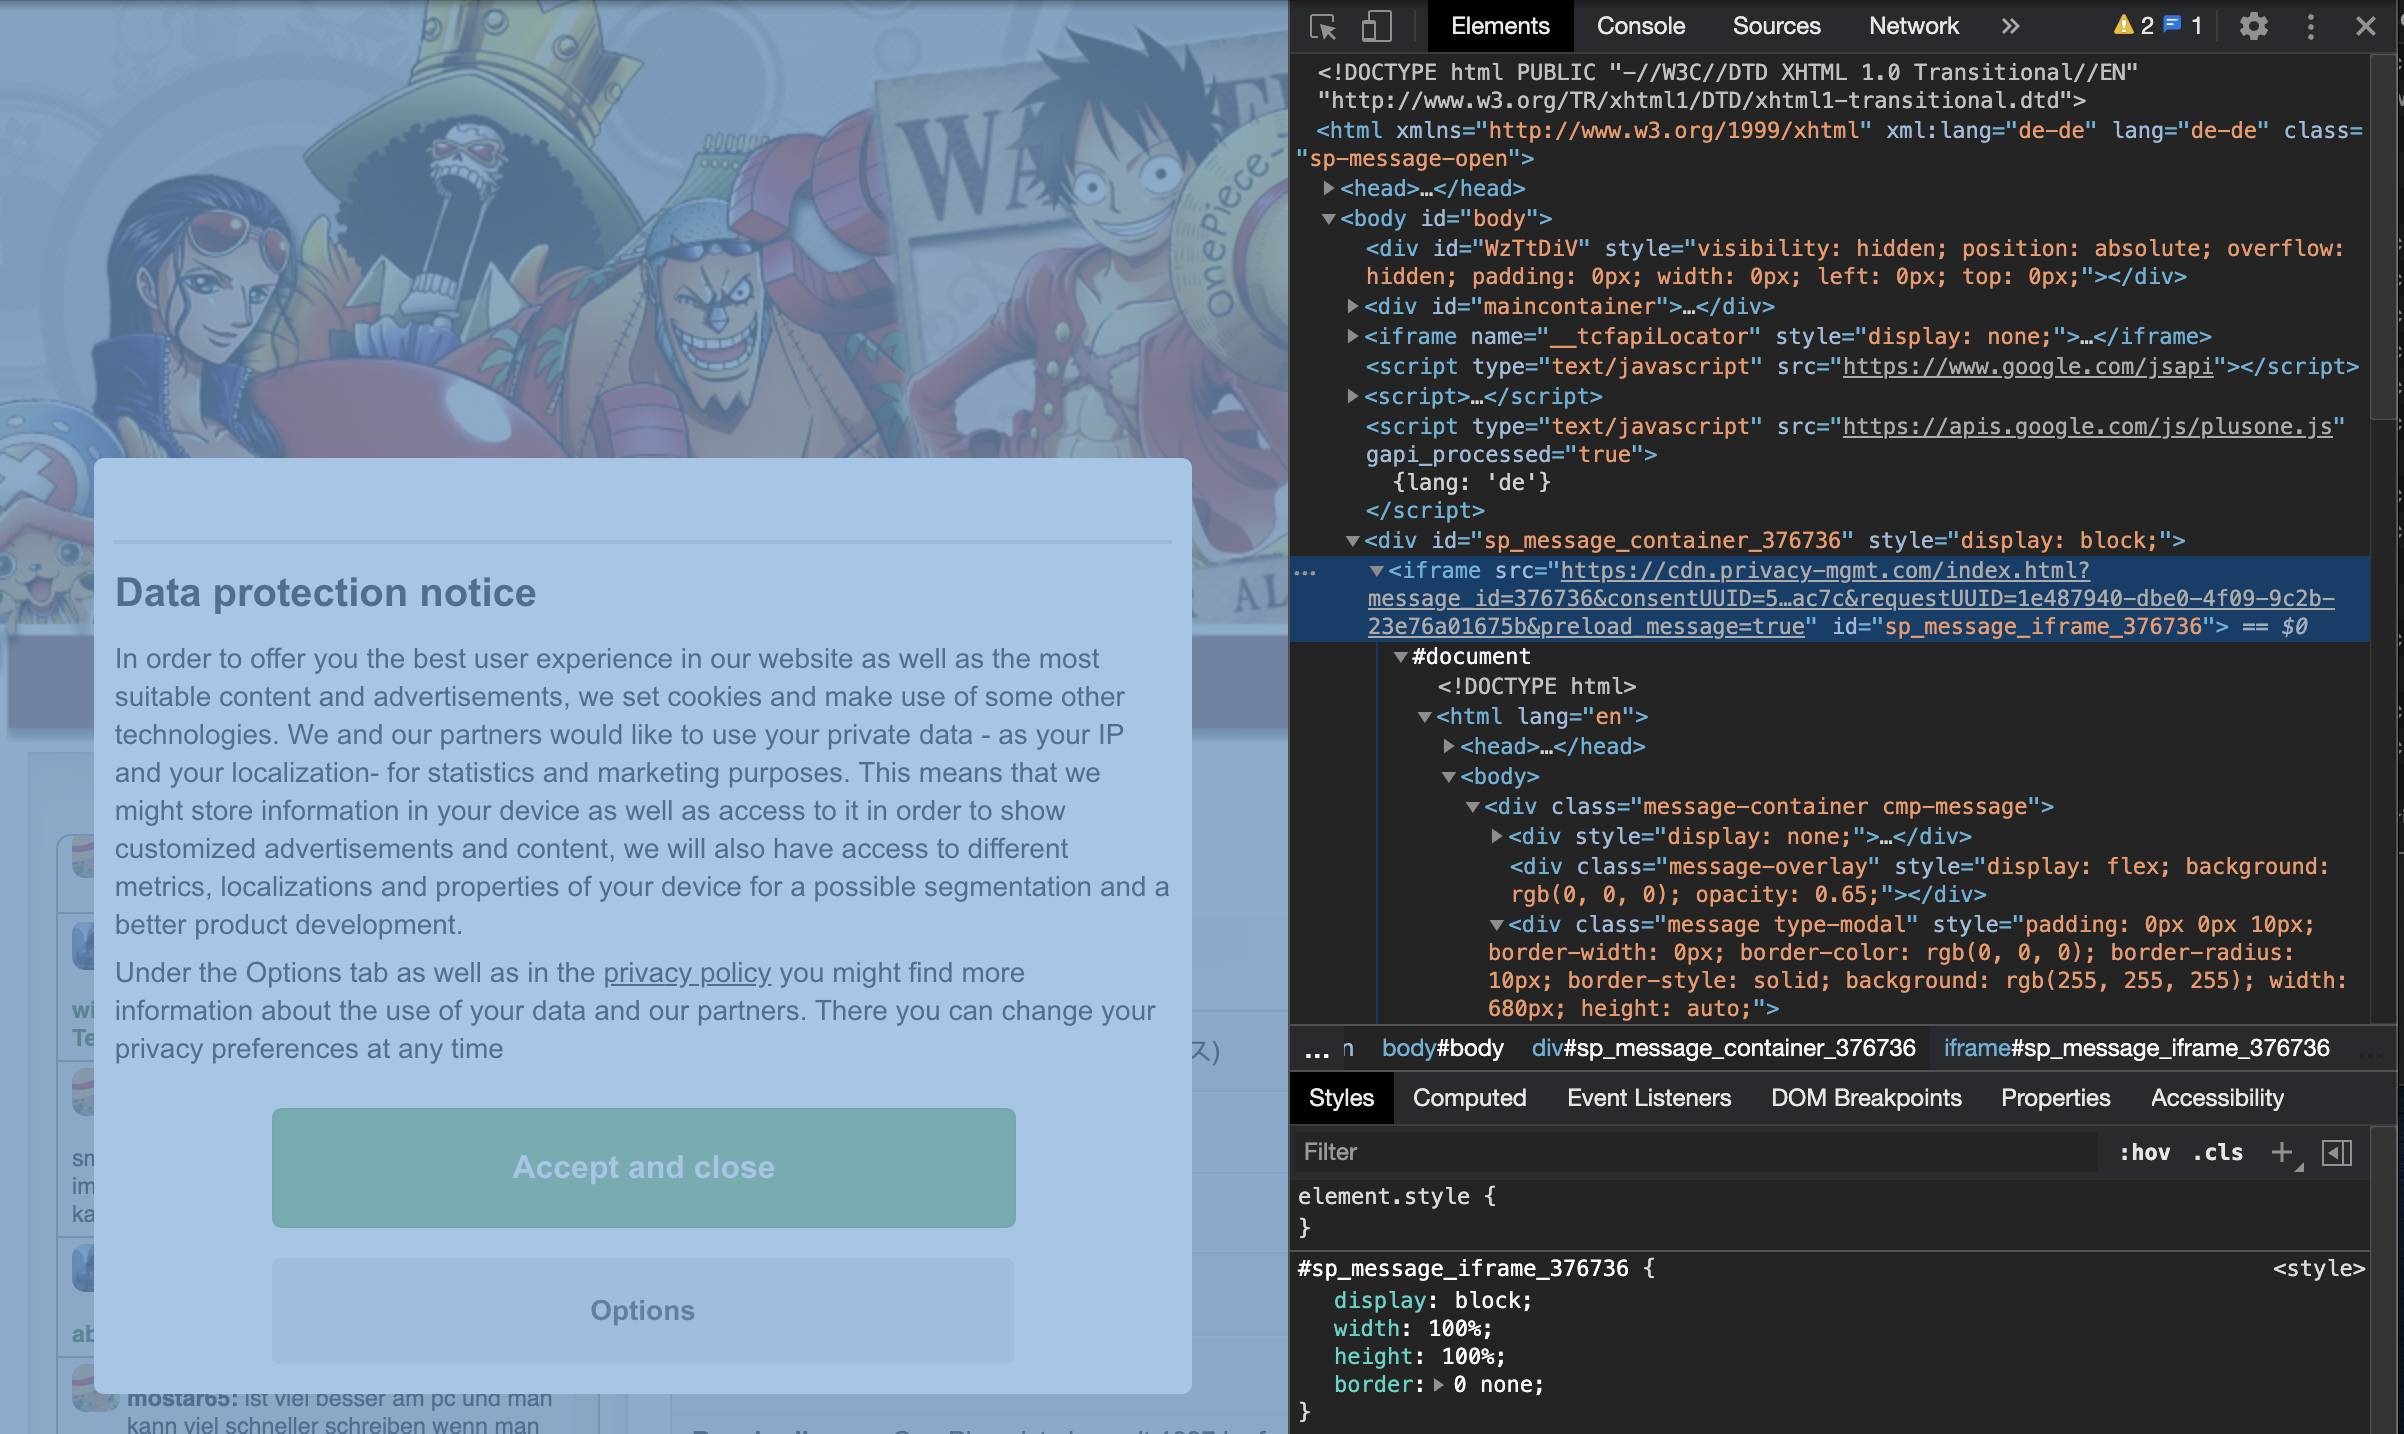 WA
onePiece-
R AL
Data protection notice
In order to offer you the best user experience in our website as well as the most
suitable content and advertisements, we set cookies and make use of some other
technologies. We and our partners would like to use your private data - as your IP
and your localization- for statistics and marketing purposes. This means that we
might store information in your device as well as access to it in order to show
customized advertisements and content, we will also have access to different
metrics, localizations and properties of your device for a possible segmentation and a
better product development.
Under the Options tab as well as in the privacy policy you might find more
information about the use of your data and our partners. There you can change your
privacy preferences at any time
Accept and close
Options
wi
Te
sm
im
ka
ab
ス)
mostar65: Ist viel besser am pc und man
kann viel schneller schreiben wenn man
Elements Console Sources Network » 2 1
<!DOCTYPE html PUBLIC "-//W3C//DTD XHTML 1.0 Transitional//EN"
"http://www.w3.org/TR/xhtml1/DTD/xhtml1-transitional.dtd">
<html xmlns="http://www.w3.org/1999/xhtml" xml:lang="de-de" lang="de-de" class=
"sp-message-open">
<head>…</head>
<body id="body">
<div id="WzTtDiV" style="visibility: hidden; position: absolute; overflow:
hidden; padding: 0px; width: 0px; left: 0px; top: 0px;"></div>
<div id="maincontainer">…</div>
<iframe name="__tcfapiLocator" style="display: none;">…</iframe>
<script type="text/javascript" src="https://www.google.com/jsapi"></script>
<script>…</script>
<script type="text/javascript" src="https://apis.google.com/js/plusone.js"
gapi_processed="true">
{lang: 'de'}
</script>
<div id="sp_message_container_376736" style="display: block;">
… <iframe src="https://cdn.privacy-mgmt.com/index.html?
message_id=376736&consentUUID=5…ac7c&requestUUID=1e487940-dbe0-4f09-9c2b-
23e76a01675b&preload_message=true" id="sp_message_iframe_376736"> == $0
#document
<!DOCTYPE html>
<html lang="en">
<head>…</head>
<body>
<div class="message-container cmp-message">
<div style="display: none;">…</div>
<div class="message-overlay" style="display: flex; background:
rgb(0, 0, 0); opacity: 0.65;"></div>
<div class="message type-modal" style="padding: 0px 0px 10px;
border-width: 0px; border-color: rgb(0, 0, 0); border-radius:
10px; border-style: solid; background: rgb(255, 255, 255); width:
680px; height: auto;">
… body#body div#sp_message_container_376736 iframe#sp_message_iframe_376736 …
Styles Computed Event Listeners DOM Breakpoints Properties Accessibility
Filter :hov .cls +
element.style {
}
#sp_message_iframe_376736 { <style>
display: block;
width: 100%;
height: 100%;
border: 0 none;
}